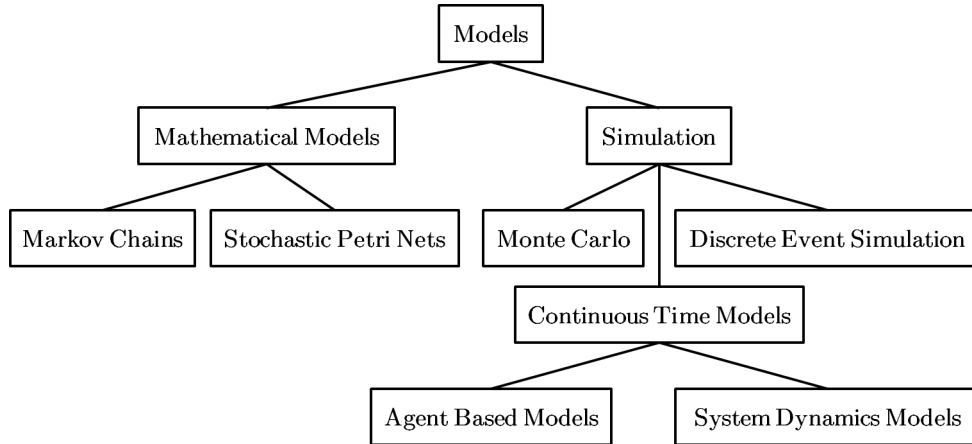 Models
Mathematical Models
Simulation
Markov Chains
Stochastic Petri Nets
Monte Carlo
Discrete Event Simulation
Continuous Time Models
Agent Based Models
System Dynamics Models